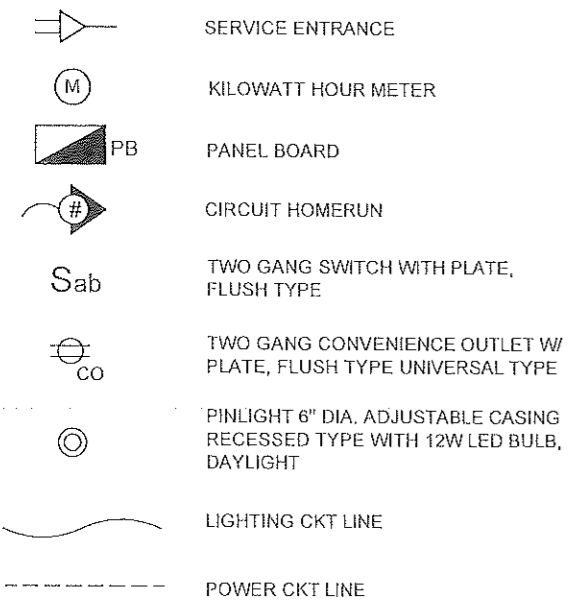 SERVICE ENTRANCE
M
KILOWATT HOUR METER
PB
PANEL BOARD
#
CIRCUIT HOMERUN
Sab
TWO GANG SWITCH WITH PLATE,
FLUSH TYPE
CO
TWO GANG CONVENIENCE OUTLET W/
PLATE, FLUSH TYPE UNIVERSAL TYPE
PINLIGHT 6" DIA. ADJUSTABLE CASING
RECESSED TYPE WITH 12W LED BULB,
DAYLIGHT
LIGHTING CKT LINE
POWER CKT LINE